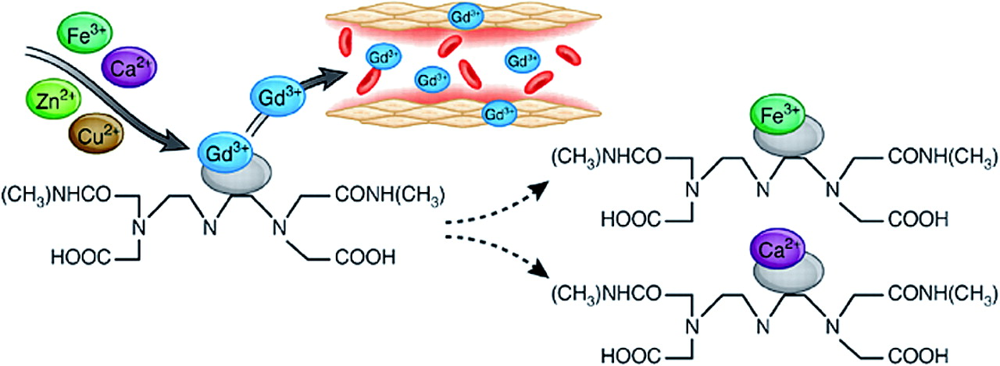 Fe³⁺
Ca²⁺
Zn²⁺
Cu²⁺
Gd³⁺
Gd³⁺
Gd³⁺
Gd³⁺
Gd³⁺
Gd³⁺
Gd³⁺
(CH₃)NHCO
CONH(CH₃)
N
N
N
HOOC
COOH
Fe³⁺
(CH₃)NHCO
CONH(CH₃)
N
N
N
HOOC
COOH
Ca²⁺
(CH₃)NHCO
CONH(CH₃)
N
N
N
HOOC
COOH